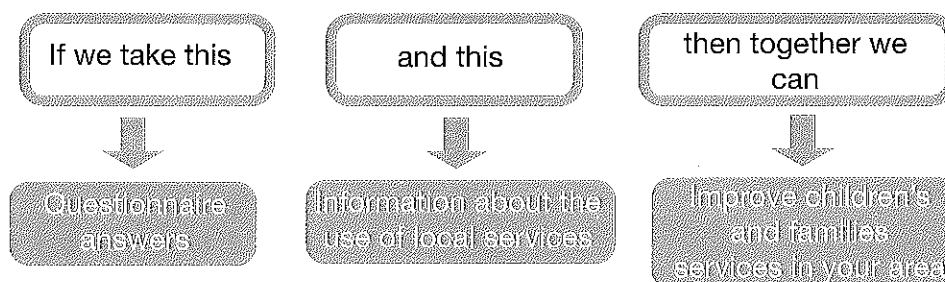 If we take this
and this
then together we
can
Questionnaire
answers
Information about the
use of local services
Improve children's
and families
services in your area